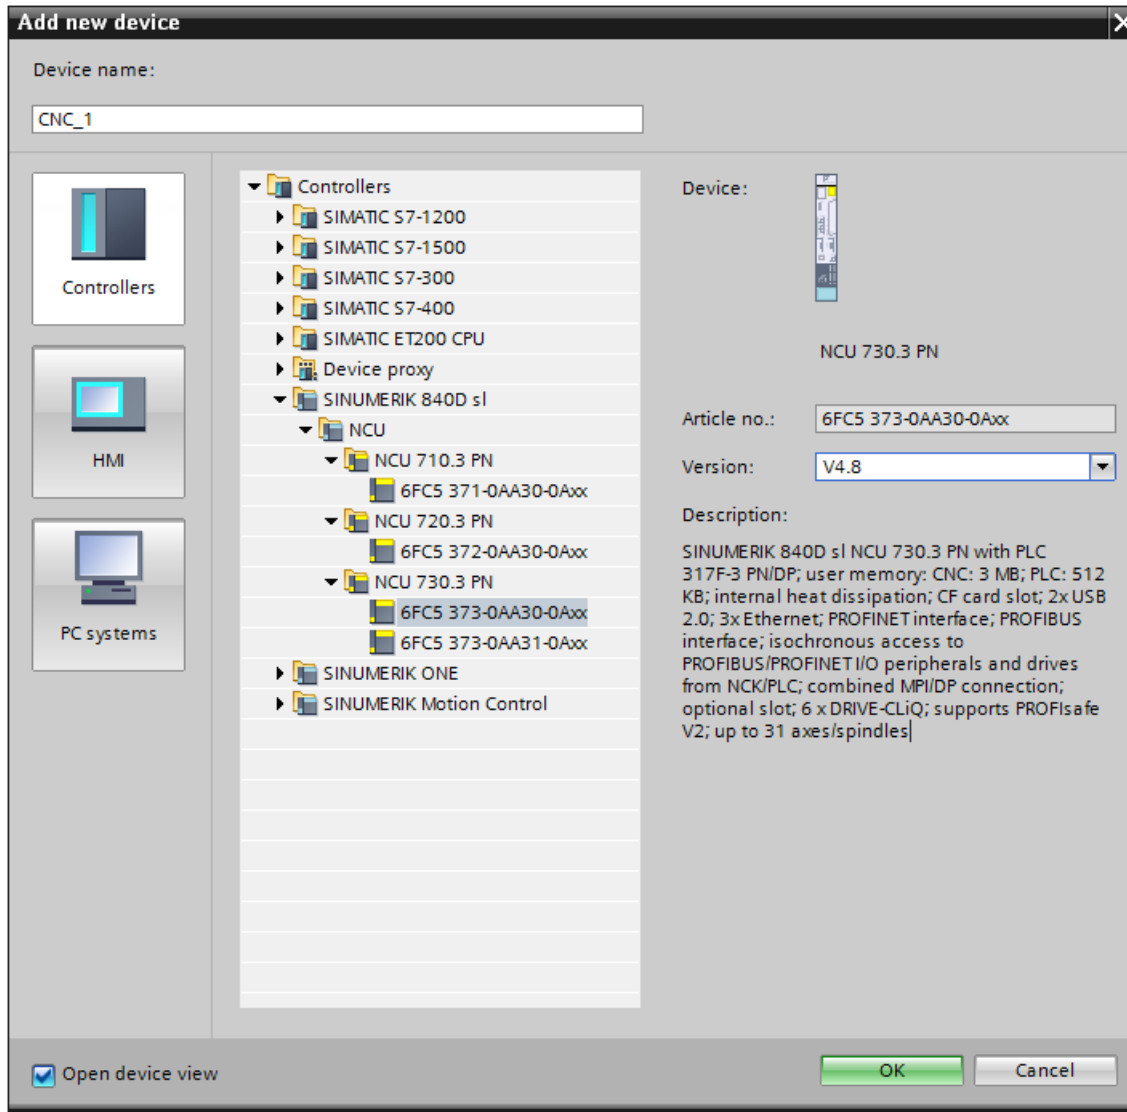 Add new device
Device name:
CNC_1
Controllers
HMI
PC systems
Controllers
SIMATIC S7-1200
SIMATIC S7-1500
SIMATIC S7-300
SIMATIC S7-400
SIMATIC ET200 CPU
Device proxy
SINUMERIK 840D sl
NCU
NCU 710.3 PN
6FC5 371-0AA30-0Axx
NCU 720.3 PN
6FC5 372-0AA30-0Axx
NCU 730.3 PN
6FC5 373-0AA30-0Axx
6FC5 373-0AA31-0Axx
SINUMERIK ONE
SINUMERIK Motion Control
Device:
NCU 730.3 PN
Article no.: 6FC5 373-0AA30-0Axx
Version: V4.8
Description:
SINUMERIK 840D sl NCU 730.3 PN with PLC
317F-3 PN/DP; user memory: CNC: 3 MB; PLC: 512
KB; internal heat dissipation; CF card slot; 2x USB
2.0; 3x Ethernet; PROFINET interface; PROFIBUS
interface; isochronous access to
PROFIBUS/PROFINET I/O peripherals and drives
from NCK/PLC; combined MPI/DP connection;
optional slot; 6 x DRIVE-CLiQ; supports PROFIsafe
V2; up to 31 axes/spindles
Open device view
OK
Cancel